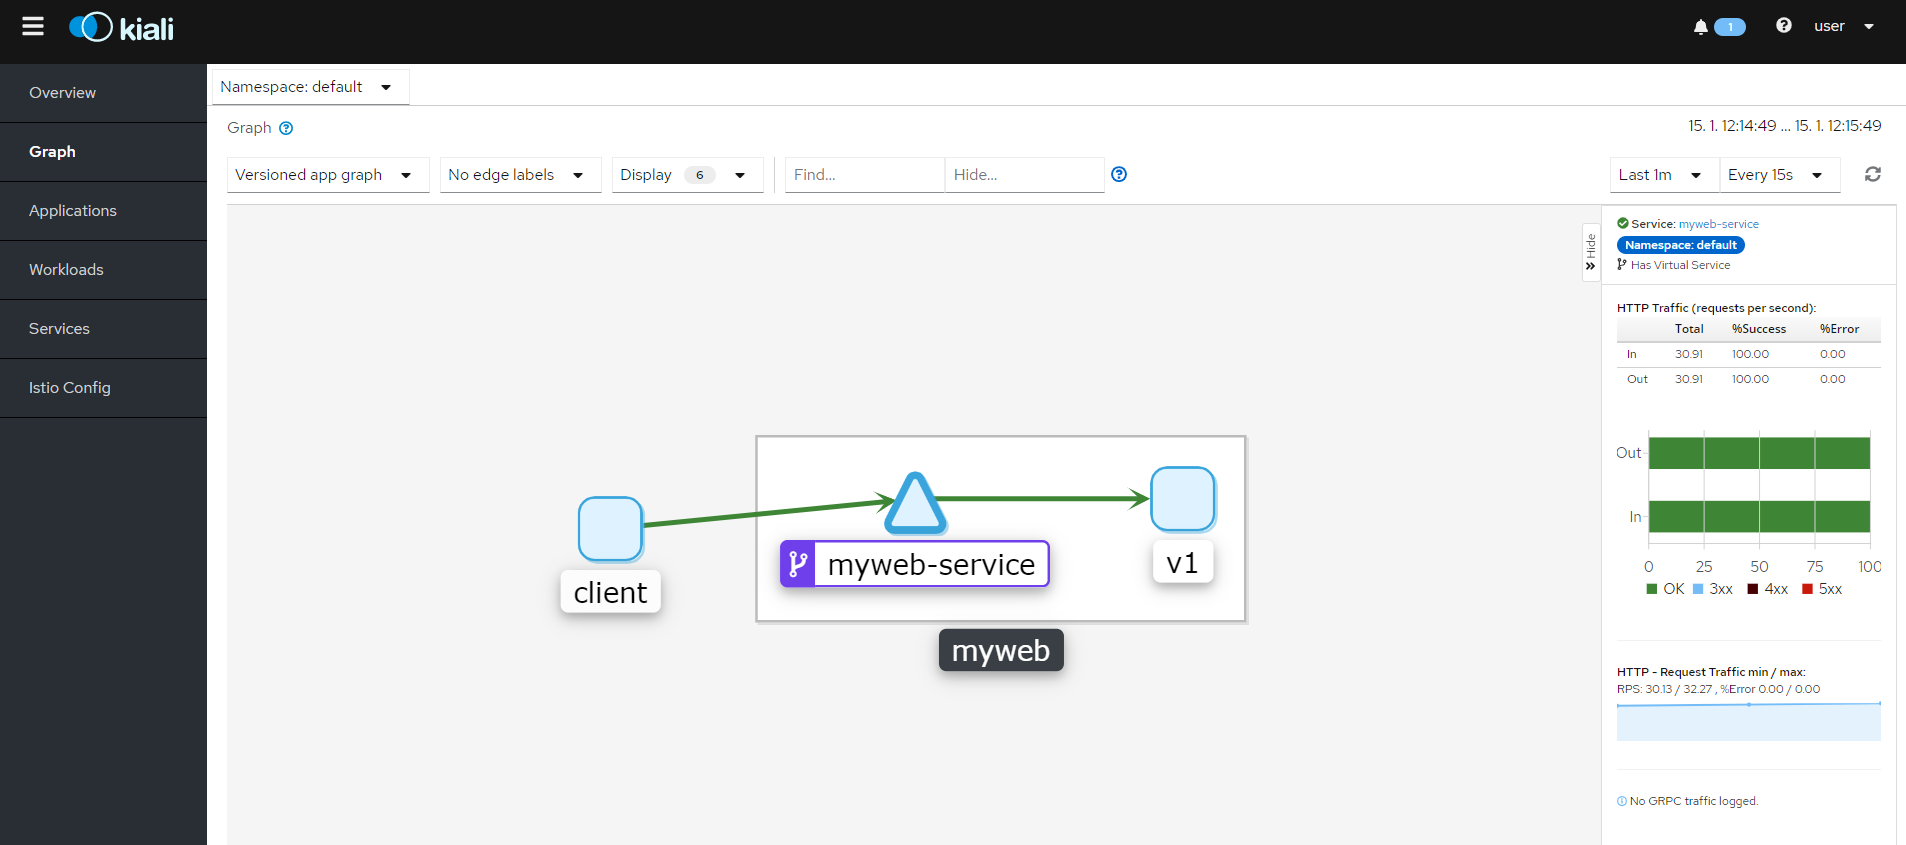 kiali
1
user
Overview
Graph
Applications
Workloads
Services
Istio Config
Namespace: default
Graph
15. 1. 12:14:49 ... 15. 1. 12:15:49
Versioned app graph
No edge labels
Display 6
Find...
Hide...
Last 1m
Every 15s
client
myweb-service
v1
myweb
Hide
Service: myweb-service
Namespace: default
Has Virtual Service
HTTP Traffic (requests per second):
Total %Success %Error
In 30.91 100.00 0.00
Out 30.91 100.00 0.00
Out
In
0 25 50 75 100
OK 3xx 4xx 5xx
HTTP - Request Traffic min / max:
RPS: 30.13 / 32.27 , %Error 0.00 / 0.00
No GRPC traffic logged.